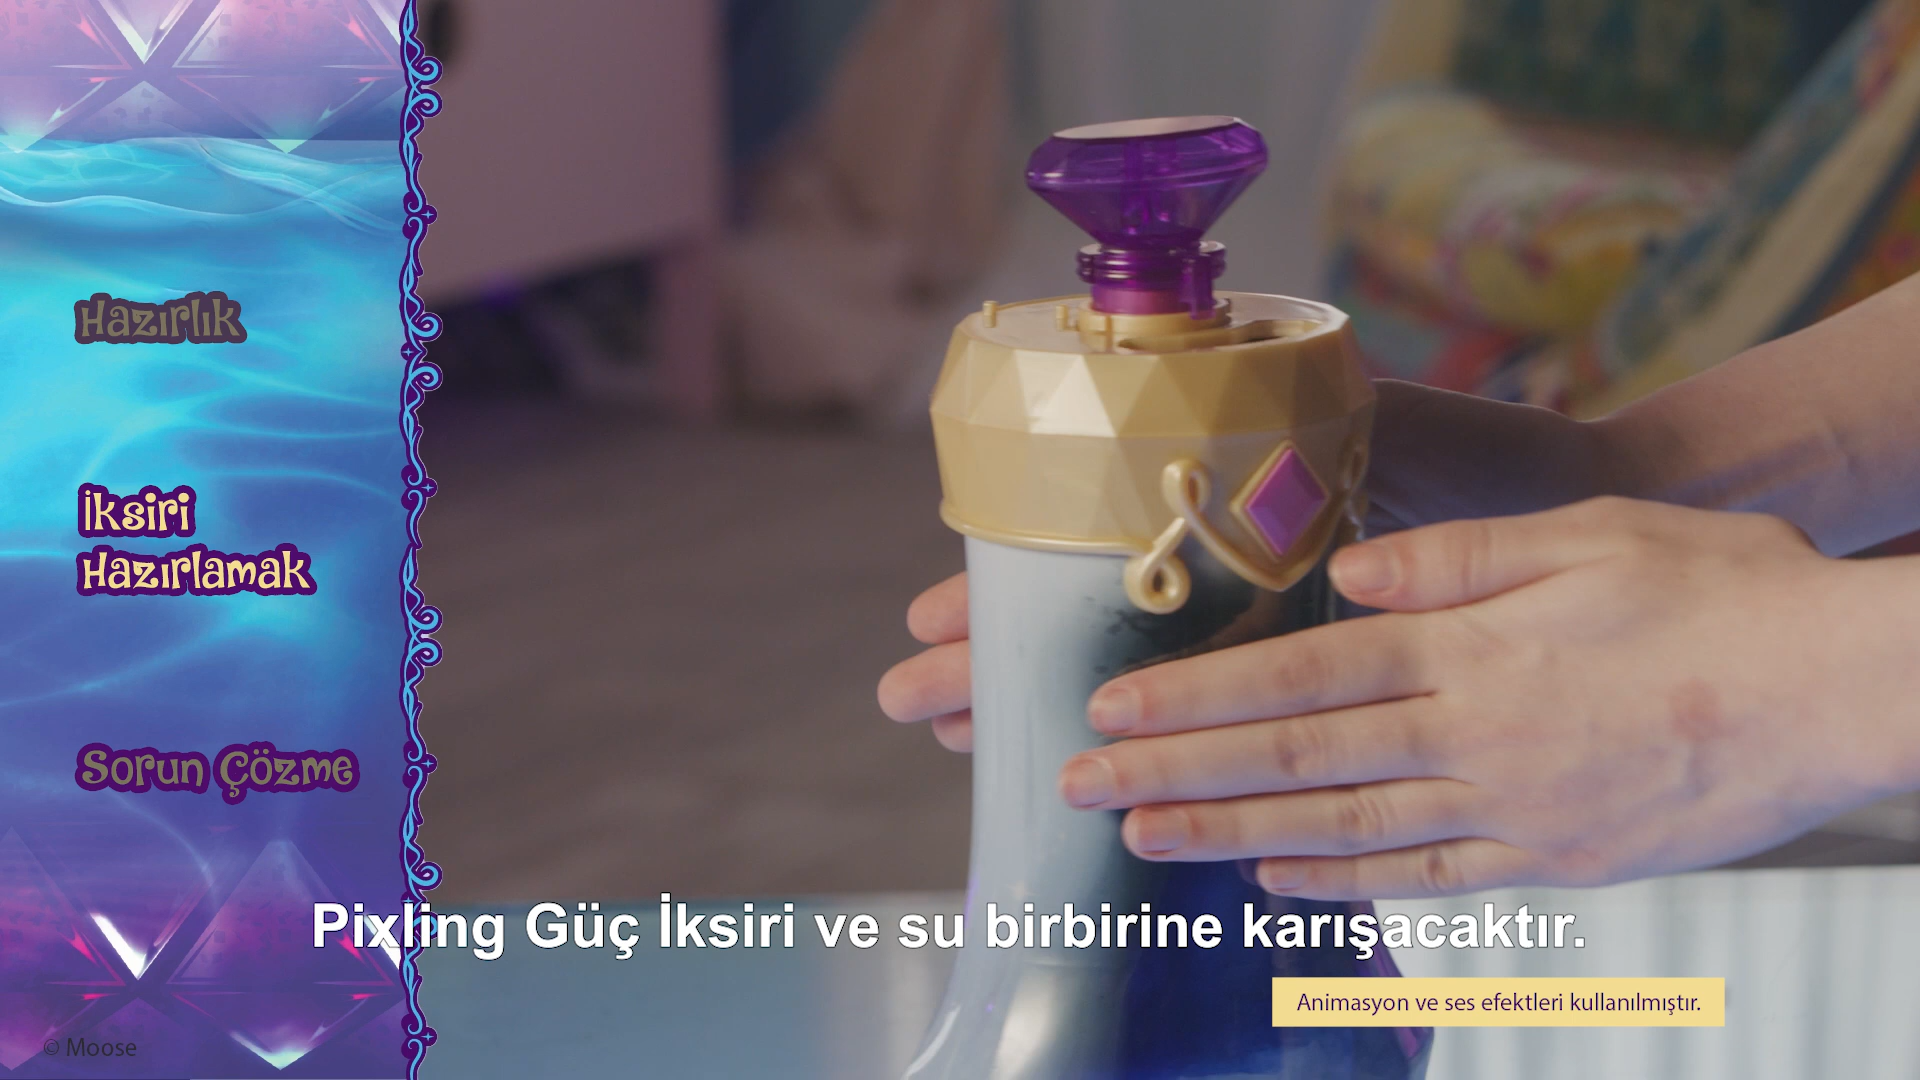 Hazırlık
İksiri
Hazırlamak
Sorun Çözme
Pixling Güç İksiri ve su birbirine karışacaktır.
Animasyon ve ses efektleri kullanılmıştır.
© Moose